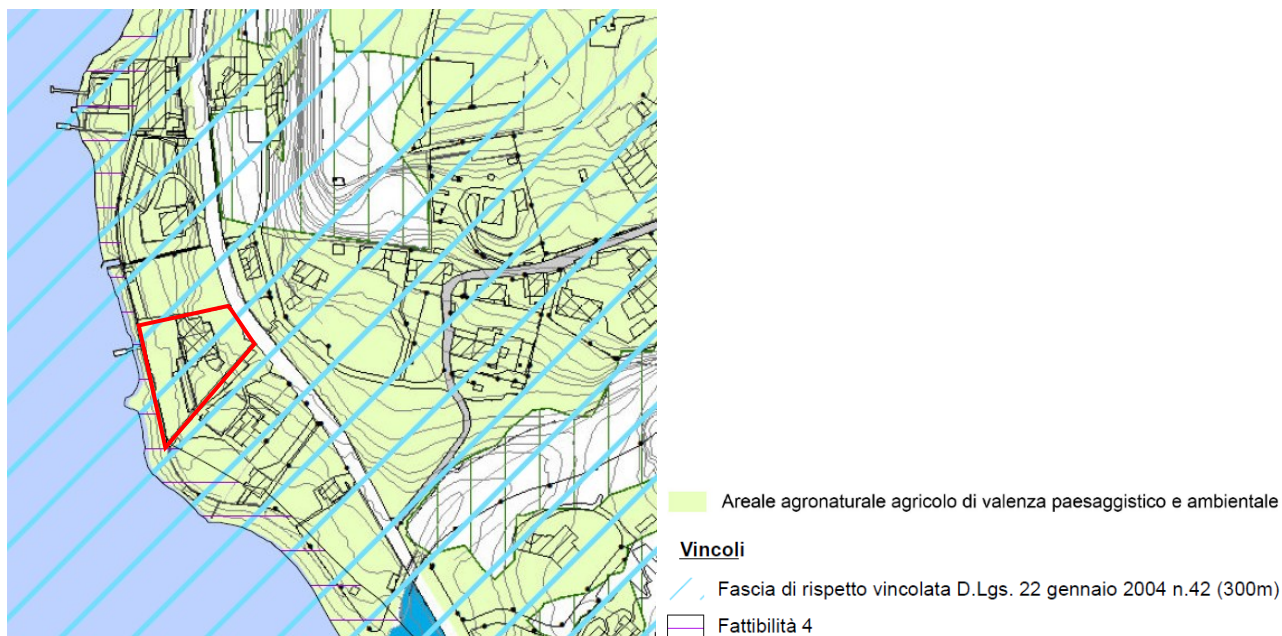 Areale agronaturale agricolo di valenza paesaggistico e ambientale
Vincoli
Fascia di rispetto vincolata D.Lgs. 22 gennaio 2004 n.42 (300m)
Fattibilità 4